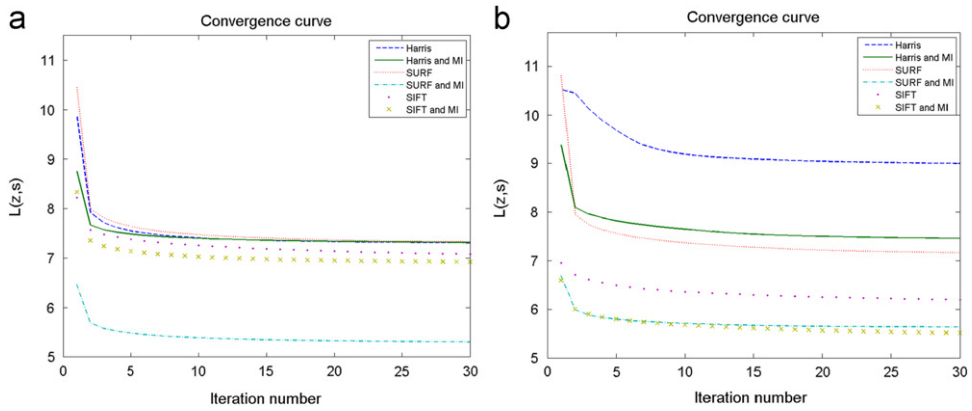 a
Convergence curve
L(z,s)
11
10
9
8
7
6
5
0
5
10
15
20
25
30
Iteration number
Harris
Harris and MI
SURF
SURF and MI
SIFT
SIFT and MI
b
Convergence curve
L(z,s)
11
10
9
8
7
6
5
0
5
10
15
20
25
30
Iteration number
Harris
Harris and MI
SURF
SURF and MI
SIFT
SIFT and MI